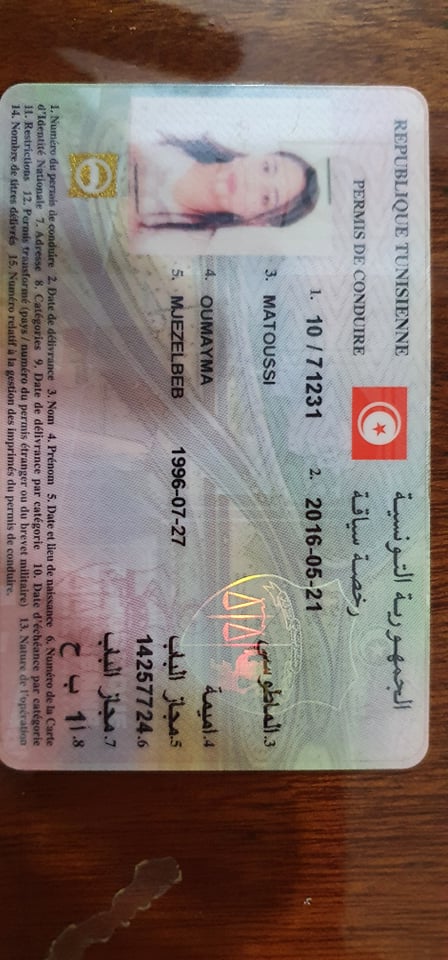 REPUBLIQUE TUNISIENNE
الجمهورية التونسية
PERMIS DE CONDUIRE
رخصة سياقة
1. 10 / 71231
2. 2016-05-21
3. MATOUSSI
3. الماطوسي
4. OUMAYMA
4. اميمة
5. MJEZELBEB 1996-07-27
5. مجاز الباب
6. 14257724
7. مجاز الباب
8. أ1 ب ج
1. Numéro du permis de conduire 2. Date de délivrance 3. Nom 4. Prénom 5. Date et lieu de naissance 6. Numéro de la Carte
d'Identité Nationale 7. Adresse 8. Catégories 9. Date de délivrance par catégorie 10. Date d'échéance par catégorie
11. Restrictions 12. Permis transformé (pays / numéro du permis étranger ou du brevet militaire) 13. Nature de l'opération
14. Nombre de titres délivrés 15. Numéro relatif à la gestion des imprimés du permis de conduire.